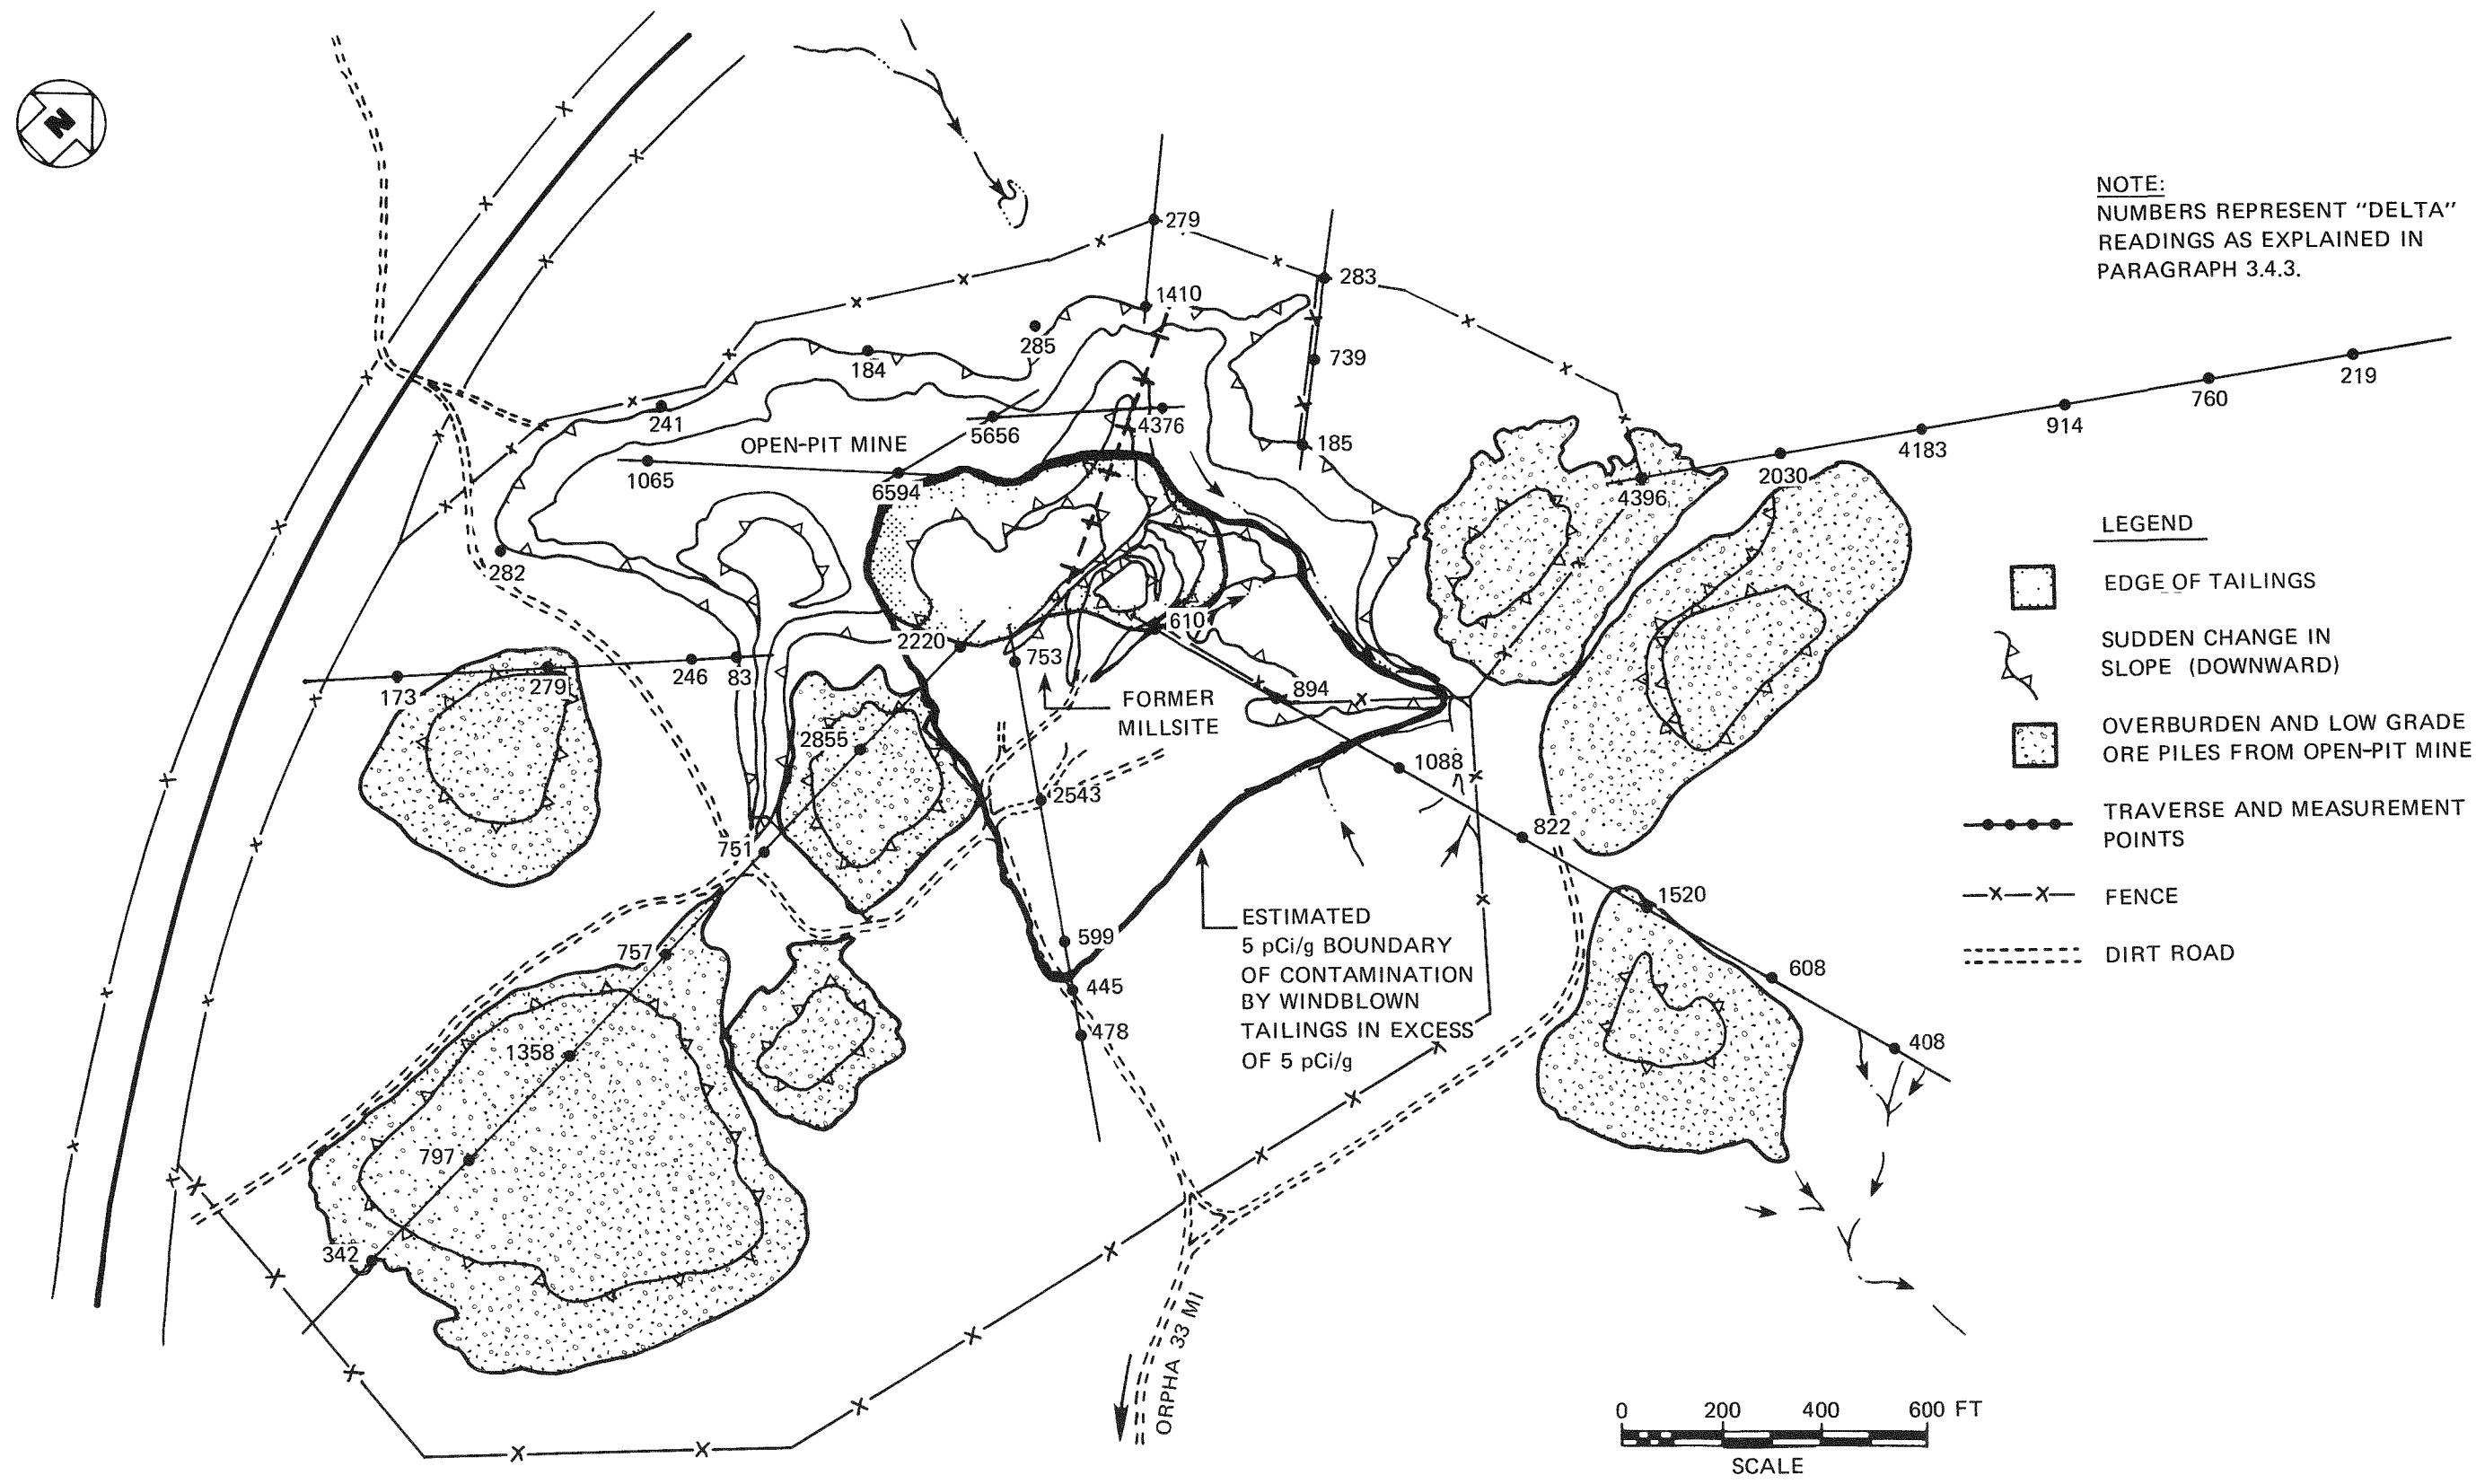 N
NOTE:
NUMBERS REPRESENT "DELTA"
READINGS AS EXPLAINED IN
PARAGRAPH 3.4.3.
279
283
1410
285
739
184
219
760
241
4376
914
5656
185
4183
OPEN-PIT MINE
2030
1065
6594
4396
LEGEND
282
EDGE OF TAILINGS
610
SUDDEN CHANGE IN
SLOPE (DOWNWARD)
2220
753
173
279
246
83
894
FORMER
MILLSITE
OVERBURDEN AND LOW GRADE
ORE PILES FROM OPEN-PIT MINE
2855
1088
2543
TRAVERSE AND MEASUREMENT
POINTS
822
751
1520
FENCE
ESTIMATED
5 pCi/g BOUNDARY
OF CONTAMINATION
BY WINDBLOWN
TAILINGS IN EXCESS
OF 5 pCi/g
599
757
DIRT ROAD
608
445
478
408
1358
797
342
ORPHA 33 MI
0 200 400 600 FT
SCALE